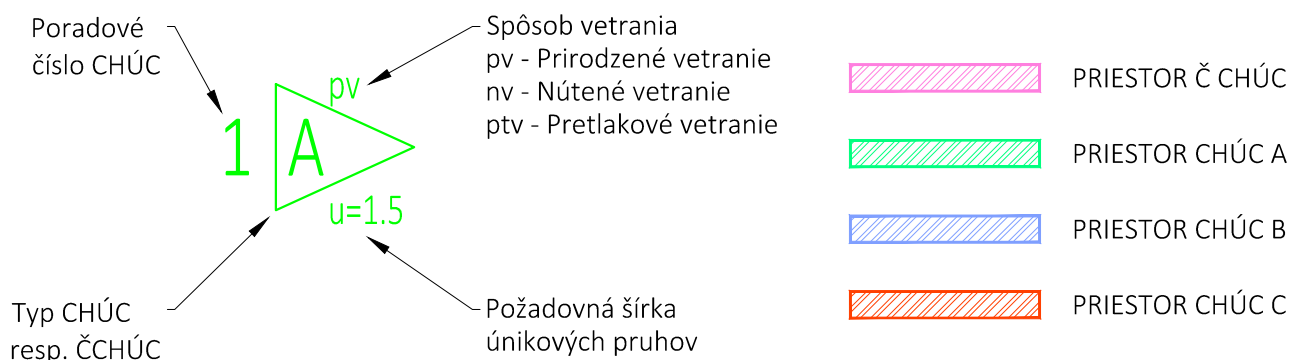 Poradové
číslo CHÚC
Spôsob vetrania
pv - Prirodzené vetranie
nv - Nútené vetranie
ptv - Pretlakové vetranie
pv
1 A
u=1.5
Typ CHÚC
resp. ČCHÚC
Požadovná šírka
únikových pruhov
PRIESTOR Č CHÚC
PRIESTOR CHÚC A
PRIESTOR CHÚC B
PRIESTOR CHÚC C